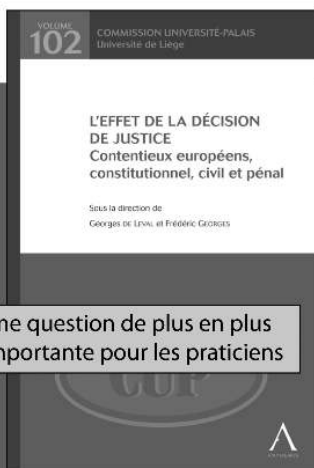 VOLUME
102
COMMISSION UNIVERSITÉ-PALAIS
Université de Liège
L'EFFET DE LA DÉCISION
DE JUSTICE
Contentieux européens,
constitutionnel, civil et pénal
Sous la direction de
Georges DE LEVAL et Frédéric GEORGES
ne question de plus en plus
mportante pour les praticiens
CUP
ANTHEMIS